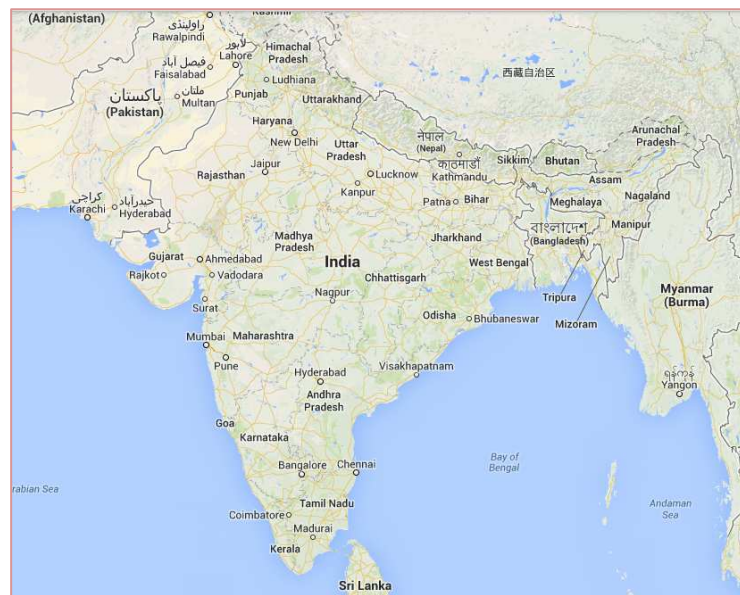 (Afghanistan)
راولپنڈی
Rawalpindi
Himachal
Pradesh
لاہور
Lahore
فیصل آباد
Faisalabad
西藏自治区
Ludhiana
پاکستان
(Pakistan)
ملتان
Multan
Punjab
Uttarakhand
Haryana
New Delhi
नेपाल
(Nepal)
Arunachal
Pradesh
Uttar
Pradesh
काठमाडौं
Kathmandu
Sikkim
Bhutan
Jaipur
Rajasthan
Lucknow
Kanpur
Assam
Nagaland
کراچی
Karachi
حیدرآباد
Hyderabad
Patna
Bihar
Meghalaya
Manipur
বাংলাদেশ
(Bangladesh)
Madhya
Pradesh
Jharkhand
Gujarat
Ahmedabad
India
West Bengal
Rajkot
Vadodara
Chhattisgarh
Nagpur
Tripura
Myanmar
(Burma)
Surat
Odisha
Bhubaneswar
Mizoram
Mumbai
Maharashtra
Pune
Visakhapatnam
Hyderabad
Yangon
Andhra
Pradesh
Goa
Karnataka
Bangalore
Chennai
Bay of
Bengal
rabian Sea
Tamil Nadu
Andaman
Sea
Coimbatore
Madurai
Kerala
Sri Lanka